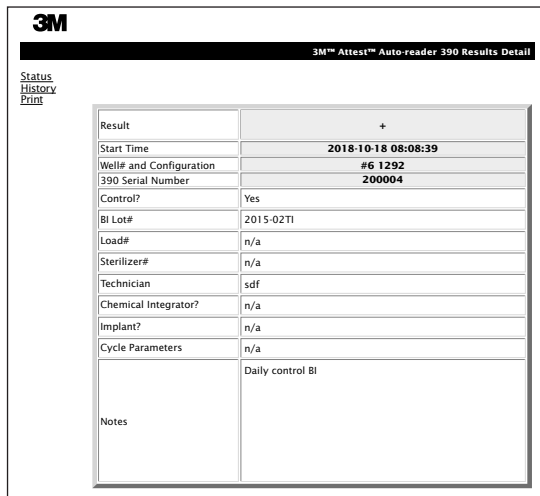 3M
3M™ Attest™ Auto-reader 390 Results Detail
Status
History
Print
Result +
Start Time 2018-10-18 08:08:39
Well# and Configuration #6 1292
390 Serial Number 200004
Control? Yes
BI Lot# 2015-02TI
Load# n/a
Sterilizer# n/a
Technician sdf
Chemical Integrator? n/a
Implant? n/a
Cycle Parameters n/a
Notes Daily control BI